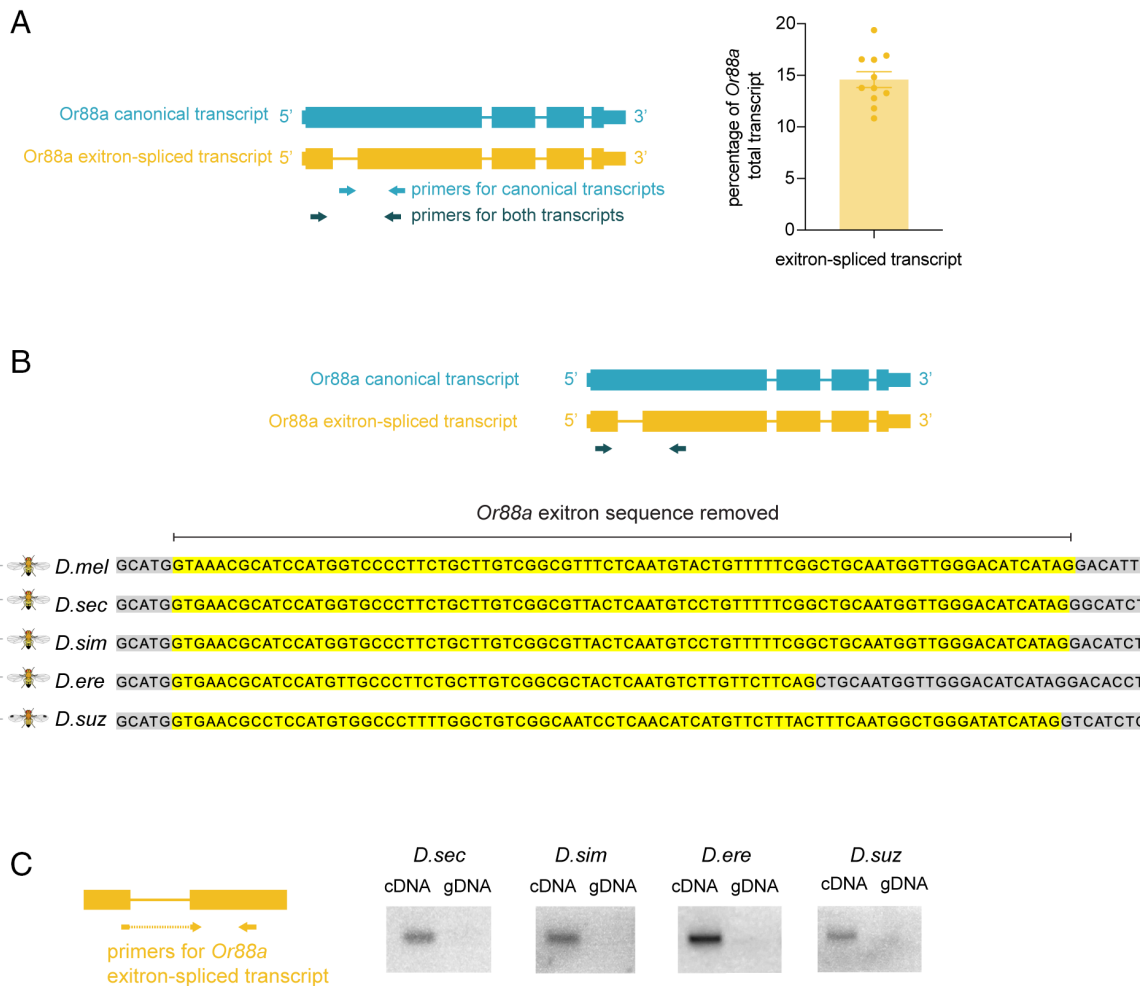 A
Or88a canonical transcript 5’ 3’
Or88a exitron-spliced transcript 5’ 3’
primers for canonical transcripts
primers for both transcripts
percentage of Or88a
total transcript
20
15
10
5
0
exitron-spliced transcript
B
Or88a canonical transcript 5’ 3’
Or88a exitron-spliced transcript 5’ 3’
Or88a exitron sequence removed
D.mel GCATGGTAAACGCATCCATGGTCCCCTTCTGCTTGTCGGCGTTTCTCAATGTACTGTTTTTCGGCTGCAATGGTTGGGACATCATAGGACATT
D.sec GCATGGTGAACGCATCCATGGTGCCCTTCTGCTTGTCGGCGTTACTCAATGTCCTGTTTTTCGGCTGCAATGGTTGGGACATCATAGGGCATCT
D.sim GCATGGTGAACGCATCCATGGTGCCCTTCTGCTTGTCGGCGTTACTCAATGTCCTGTTTTTCGGCTGCAATGGTTGGGACATCATAGGACATCT
D.ere GCATGGTGAACGCATCCATGTTGCCCTTCTGCTTGTCGGCGCTACTCAATGTCTTGTTCTTCAGCTGCAATGGTTGGGACATCATAGGACACCT
D.suz GCATGGTGAACGCCTCCATGTGGCCCTTTTGGCTGTCGGCAATCCTCAACATCATGTTCTTTACTTTCAATGGCTGGGATATCATAGGTCATCTG
C
D.sec D.sim D.ere D.suz
cDNA gDNA cDNA gDNA cDNA gDNA cDNA gDNA
primers for Or88a
exitron-spliced transcript